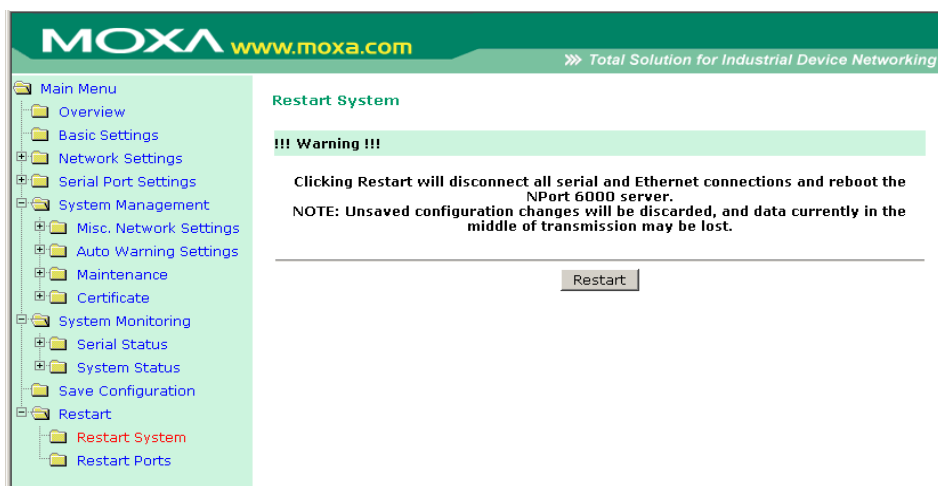 MOXA www.moxa.com
Total Solution for Industrial Device Networking
Main Menu
Overview
Basic Settings
Network Settings
Serial Port Settings
System Management
Misc. Network Settings
Auto Warning Settings
Maintenance
Certificate
System Monitoring
Serial Status
System Status
Save Configuration
Restart
Restart System
Restart Ports
Restart System
!!! Warning !!!
Clicking Restart will disconnect all serial and Ethernet connections and reboot the
NPort 6000 server.
NOTE: Unsaved configuration changes will be discarded, and data currently in the
middle of transmission may be lost.
Restart